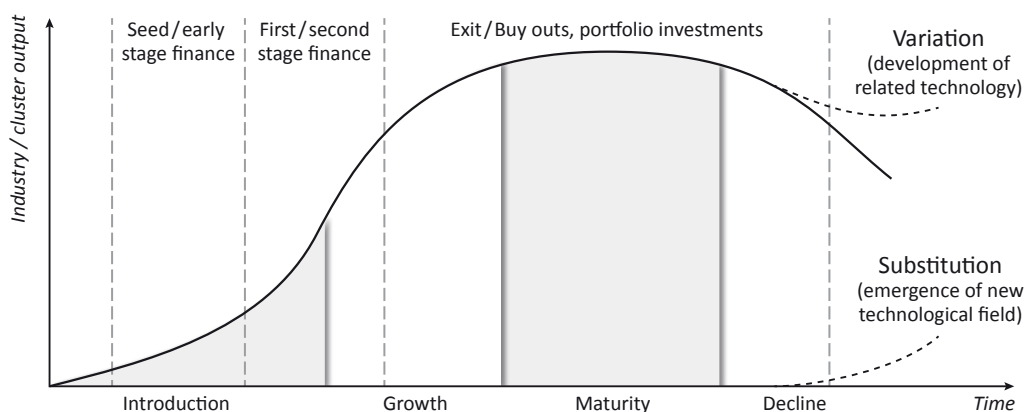 Industry / cluster output
Seed / early
stage finance
First / second
stage finance
Exit / Buy outs, portfolio investments
Variation
(development of
related technology)
Substitution
(emergence of new
technological field)
Introduction
Growth
Maturity
Decline
Time